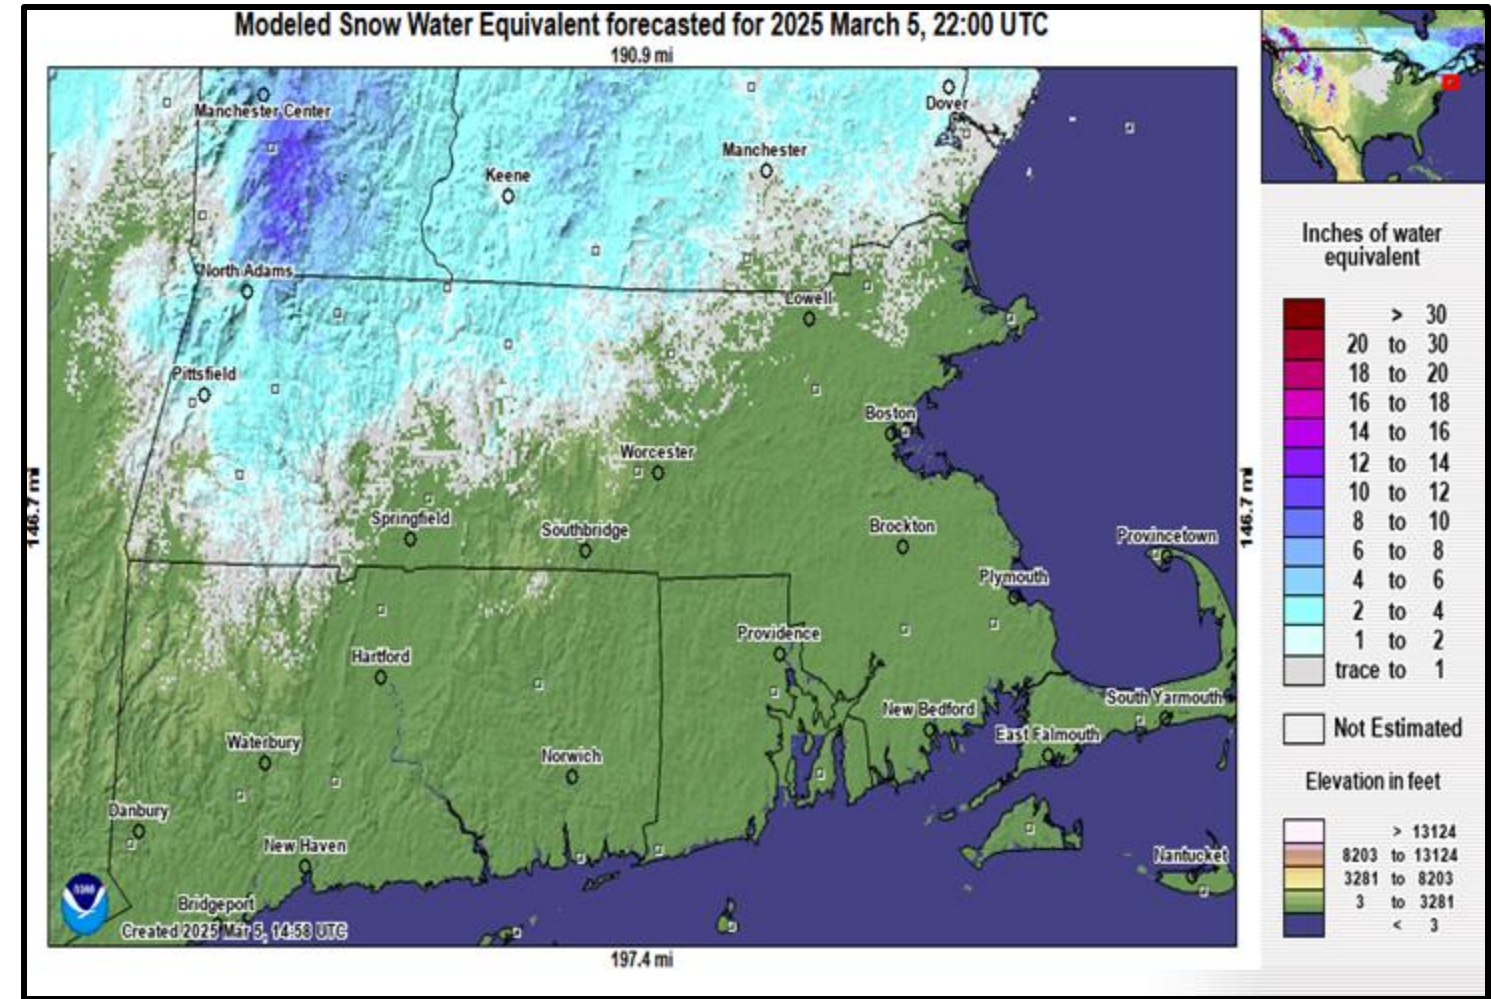 Modeled Snow Water Equivalent forecasted for 2025 March 5, 22:00 UTC
190.9 mi
Manchester Center
Dover
Manchester
Keene
North Adams
Lowell
Pittsfield
Boston
Worcester
Springfield
Southbridge
Brockton
Provincetown
Plymouth
Providence
Hartford
New Bedford
South Yarmouth
East Falmouth
Waterbury
Norwich
Danbury
New Haven
Nantucket
Bridgeport
Created 2025 Mar 5, 14:58 UTC
146.7 mi
146.7 mi
197.4 mi
Inches of water
equivalent
> 30
20 to 30
18 to 20
16 to 18
14 to 16
12 to 14
10 to 12
8 to 10
6 to 8
4 to 6
2 to 4
1 to 2
trace to 1
Not Estimated
Elevation in feet
> 13124
8203 to 13124
3281 to 8203
3 to 3281
< 3